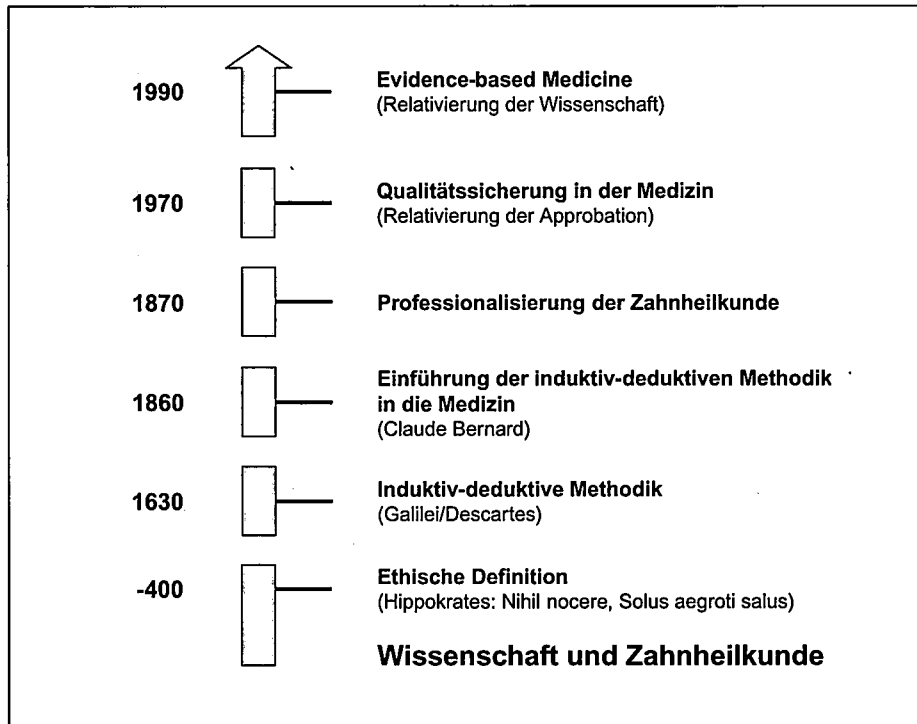 1990
Evidence-based Medicine
(Relativierung der Wissenschaft)
1970
Qualitätssicherung in der Medizin
(Relativierung der Approbation)
1870
Professionalisierung der Zahnheilkunde
1860
Einführung der induktiv-deduktiven Methodik
in die Medizin
(Claude Bernard)
1630
Induktiv-deduktive Methodik
(Galilei/Descartes)
-400
Ethische Definition
(Hippokrates: Nihil nocere, Solus aegroti salus)
Wissenschaft und Zahnheilkunde